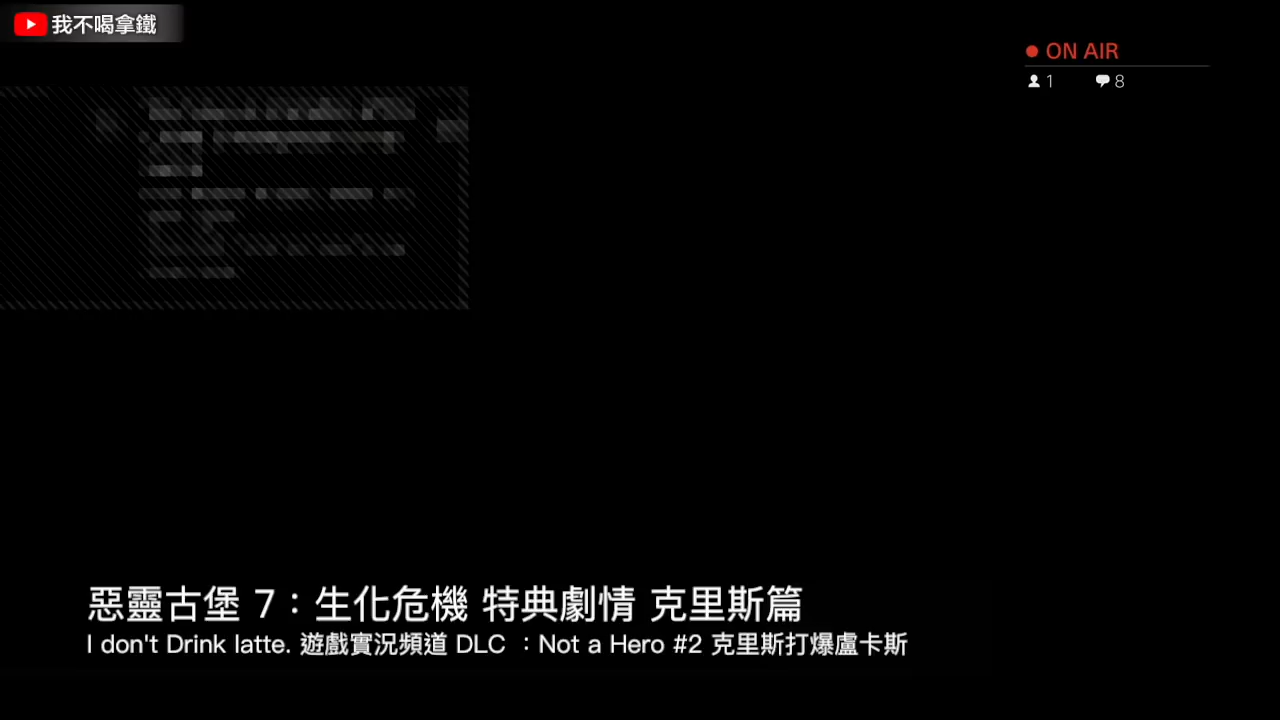 我不喝拿鐵
ON AIR
1 8
惡靈古堡 7：生化危機 特典劇情 克里斯篇
I don't Drink latte. 遊戲實況頻道 DLC ：Not a Hero #2 克里斯打爆盧卡斯